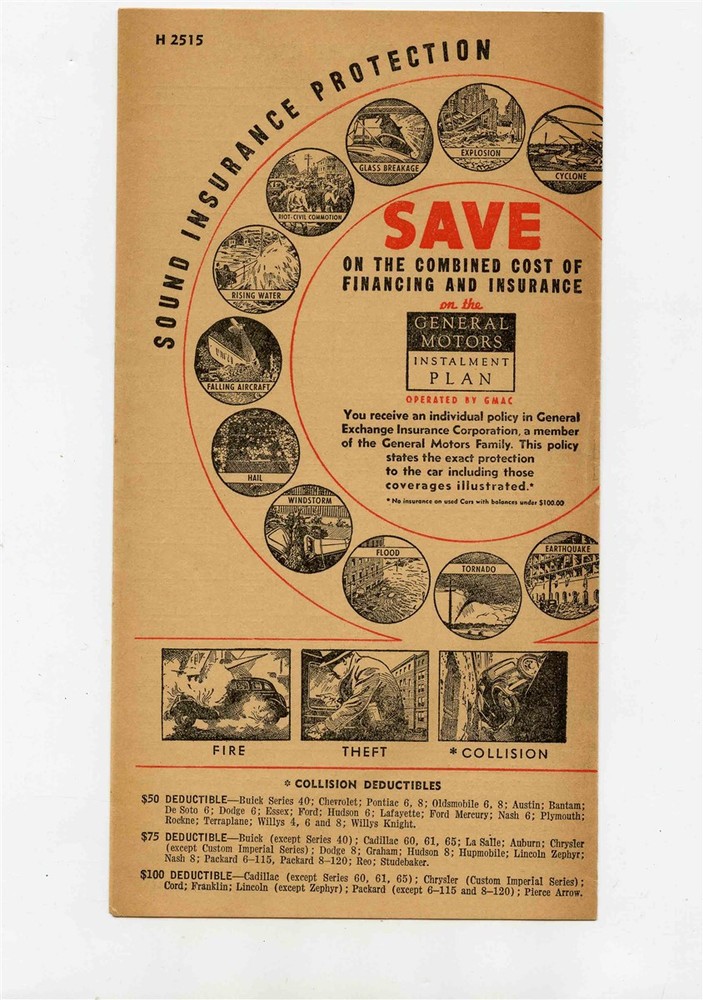 H 2515
SOUND INSURANCE PROTECTION
CYCLONE
EXPLOSION
GLASS BREAKAGE
RIOT-CIVIL COMMOTION
RISING WATER
FALLING AIRCRAFT
HAIL
WINDSTORM
FLOOD
TORNADO
EARTHQUAKE
SAVE
ON THE COMBINED COST OF
FINANCING AND INSURANCE
on the
GENERAL
MOTORS
INSTALMENT
PLAN
OPERATED BY GMAC
You receive an individual policy in General
Exchange Insurance Corporation, a member
of the General Motors Family. This policy
states the exact protection
to the car including those
coverages illustrated.*
*No insurance on used Cars with balances under $100.00
FIRE
THEFT
*COLLISION
* COLLISION DEDUCTIBLES
$50 DEDUCTIBLE—Buick Series 40; Chevrolet; Pontiac 6, 8; Oldsmobile 6, 8; Austin; Bantam;
De Soto 6; Dodge 6; Essex; Ford; Hudson 6; Lafayette; Ford Mercury; Nash 6; Plymouth;
Rockne; Terraplane; Willys 4, 6 and 8; Willys Knight.
$75 DEDUCTIBLE—Buick (except Series 40); Cadillac 60, 61, 65; La Salle; Auburn; Chrysler
(except Custom Imperial Series); Dodge 8; Graham; Hudson 8; Hupmobile; Lincoln Zephyr;
Nash 8; Packard 6-115, Packard 8-120; Reo; Studebaker.
$100 DEDUCTIBLE—Cadillac (except Series 60, 61, 65); Chrysler (Custom Imperial Series);
Cord; Franklin; Lincoln (except Zephyr); Packard (except 6-115 and 8-120); Pierce Arrow.